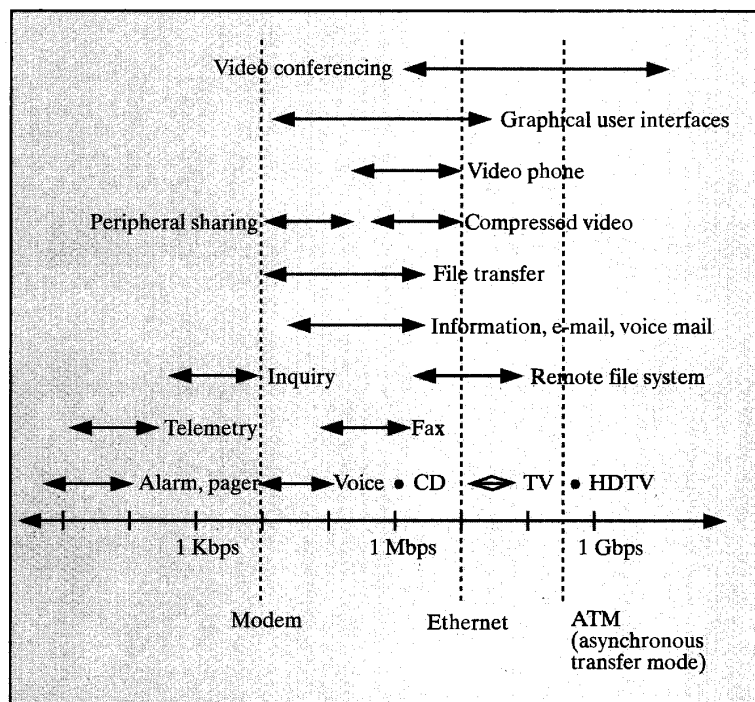 Video conferencing
Graphical user interfaces
Video phone
Peripheral sharing
Compressed video
File transfer
Information, e-mail, voice mail
Inquiry
Remote file system
Telemetry
Fax
Alarm, pager
Voice
CD
TV
HDTV
1 Kbps
1 Mbps
1 Gbps
Modem
Ethernet
ATM
(asynchronous
transfer mode)